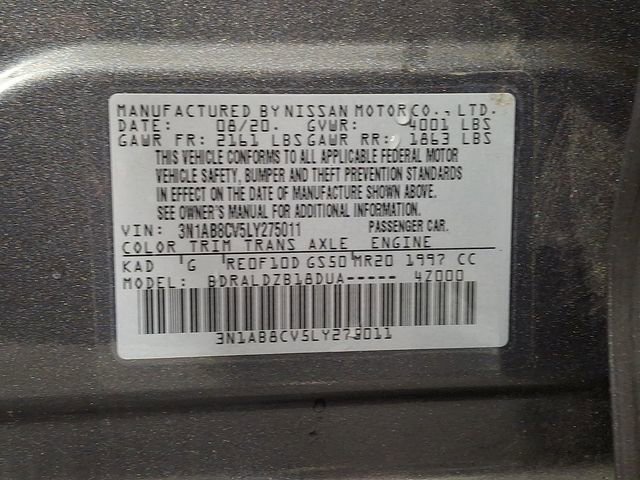 MANUFACTURED BY NISSAN MOTOR CO., LTD.
DATE: 08/20. GVWR: 4001 LBS
GAWR FR: 2161 LBS GAWR RR: 1863 LBS
THIS VEHICLE CONFORMS TO ALL APPLICABLE FEDERAL MOTOR
VEHICLE SAFETY, BUMPER AND THEFT PREVENTION STANDARDS
IN EFFECT ON THE DATE OF MANUFACTURE SHOWN ABOVE.
SEE OWNER'S MANUAL FOR ADDITIONAL INFORMATION.
VIN: 3N1AB8CV5LY275011 PASSENGER CAR.
COLOR TRIM TRANS AXLE ENGINE
KAD G RE0F10D GS50 MR20 1997 CC
MODEL: BDRALDZB18DUA----- 4Z000
3N1AB8CV5LY275011